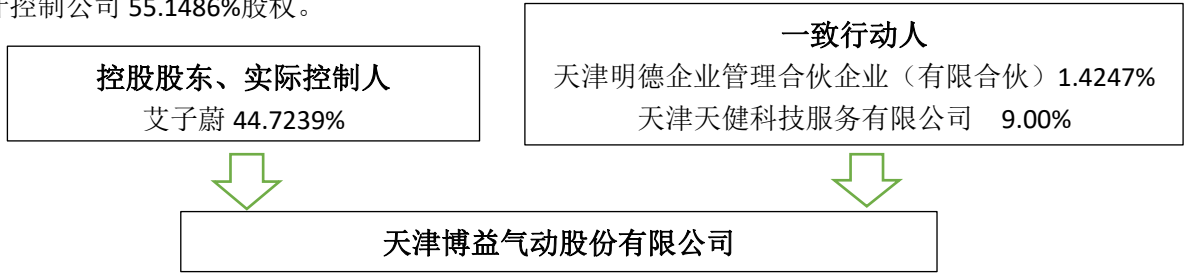 计控制公司 55.1486%股权。
控股股东、实际控制人
艾子蔚 44.7239%
一致行动人
天津明德企业管理合伙企业（有限合伙）1.4247%
天津天健科技服务有限公司 9.00%
天津博益气动股份有限公司